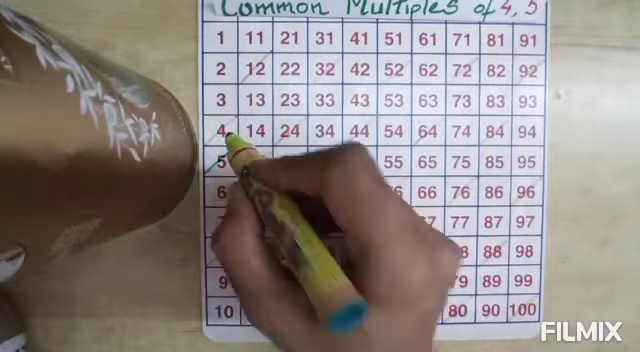 Common Multiples of 4, 5
1 11 21 31 41 51 61 71 81 91
2 12 22 32 42 52 62 72 82 92
3 13 23 33 43 53 63 73 83 93
4 14 24 34 44 54 64 74 84 94
5 55 65 75 85 95
6 66 76 86 96
77 87 97
88 98
9 79 89 99
10 80 90 100
FILMIX